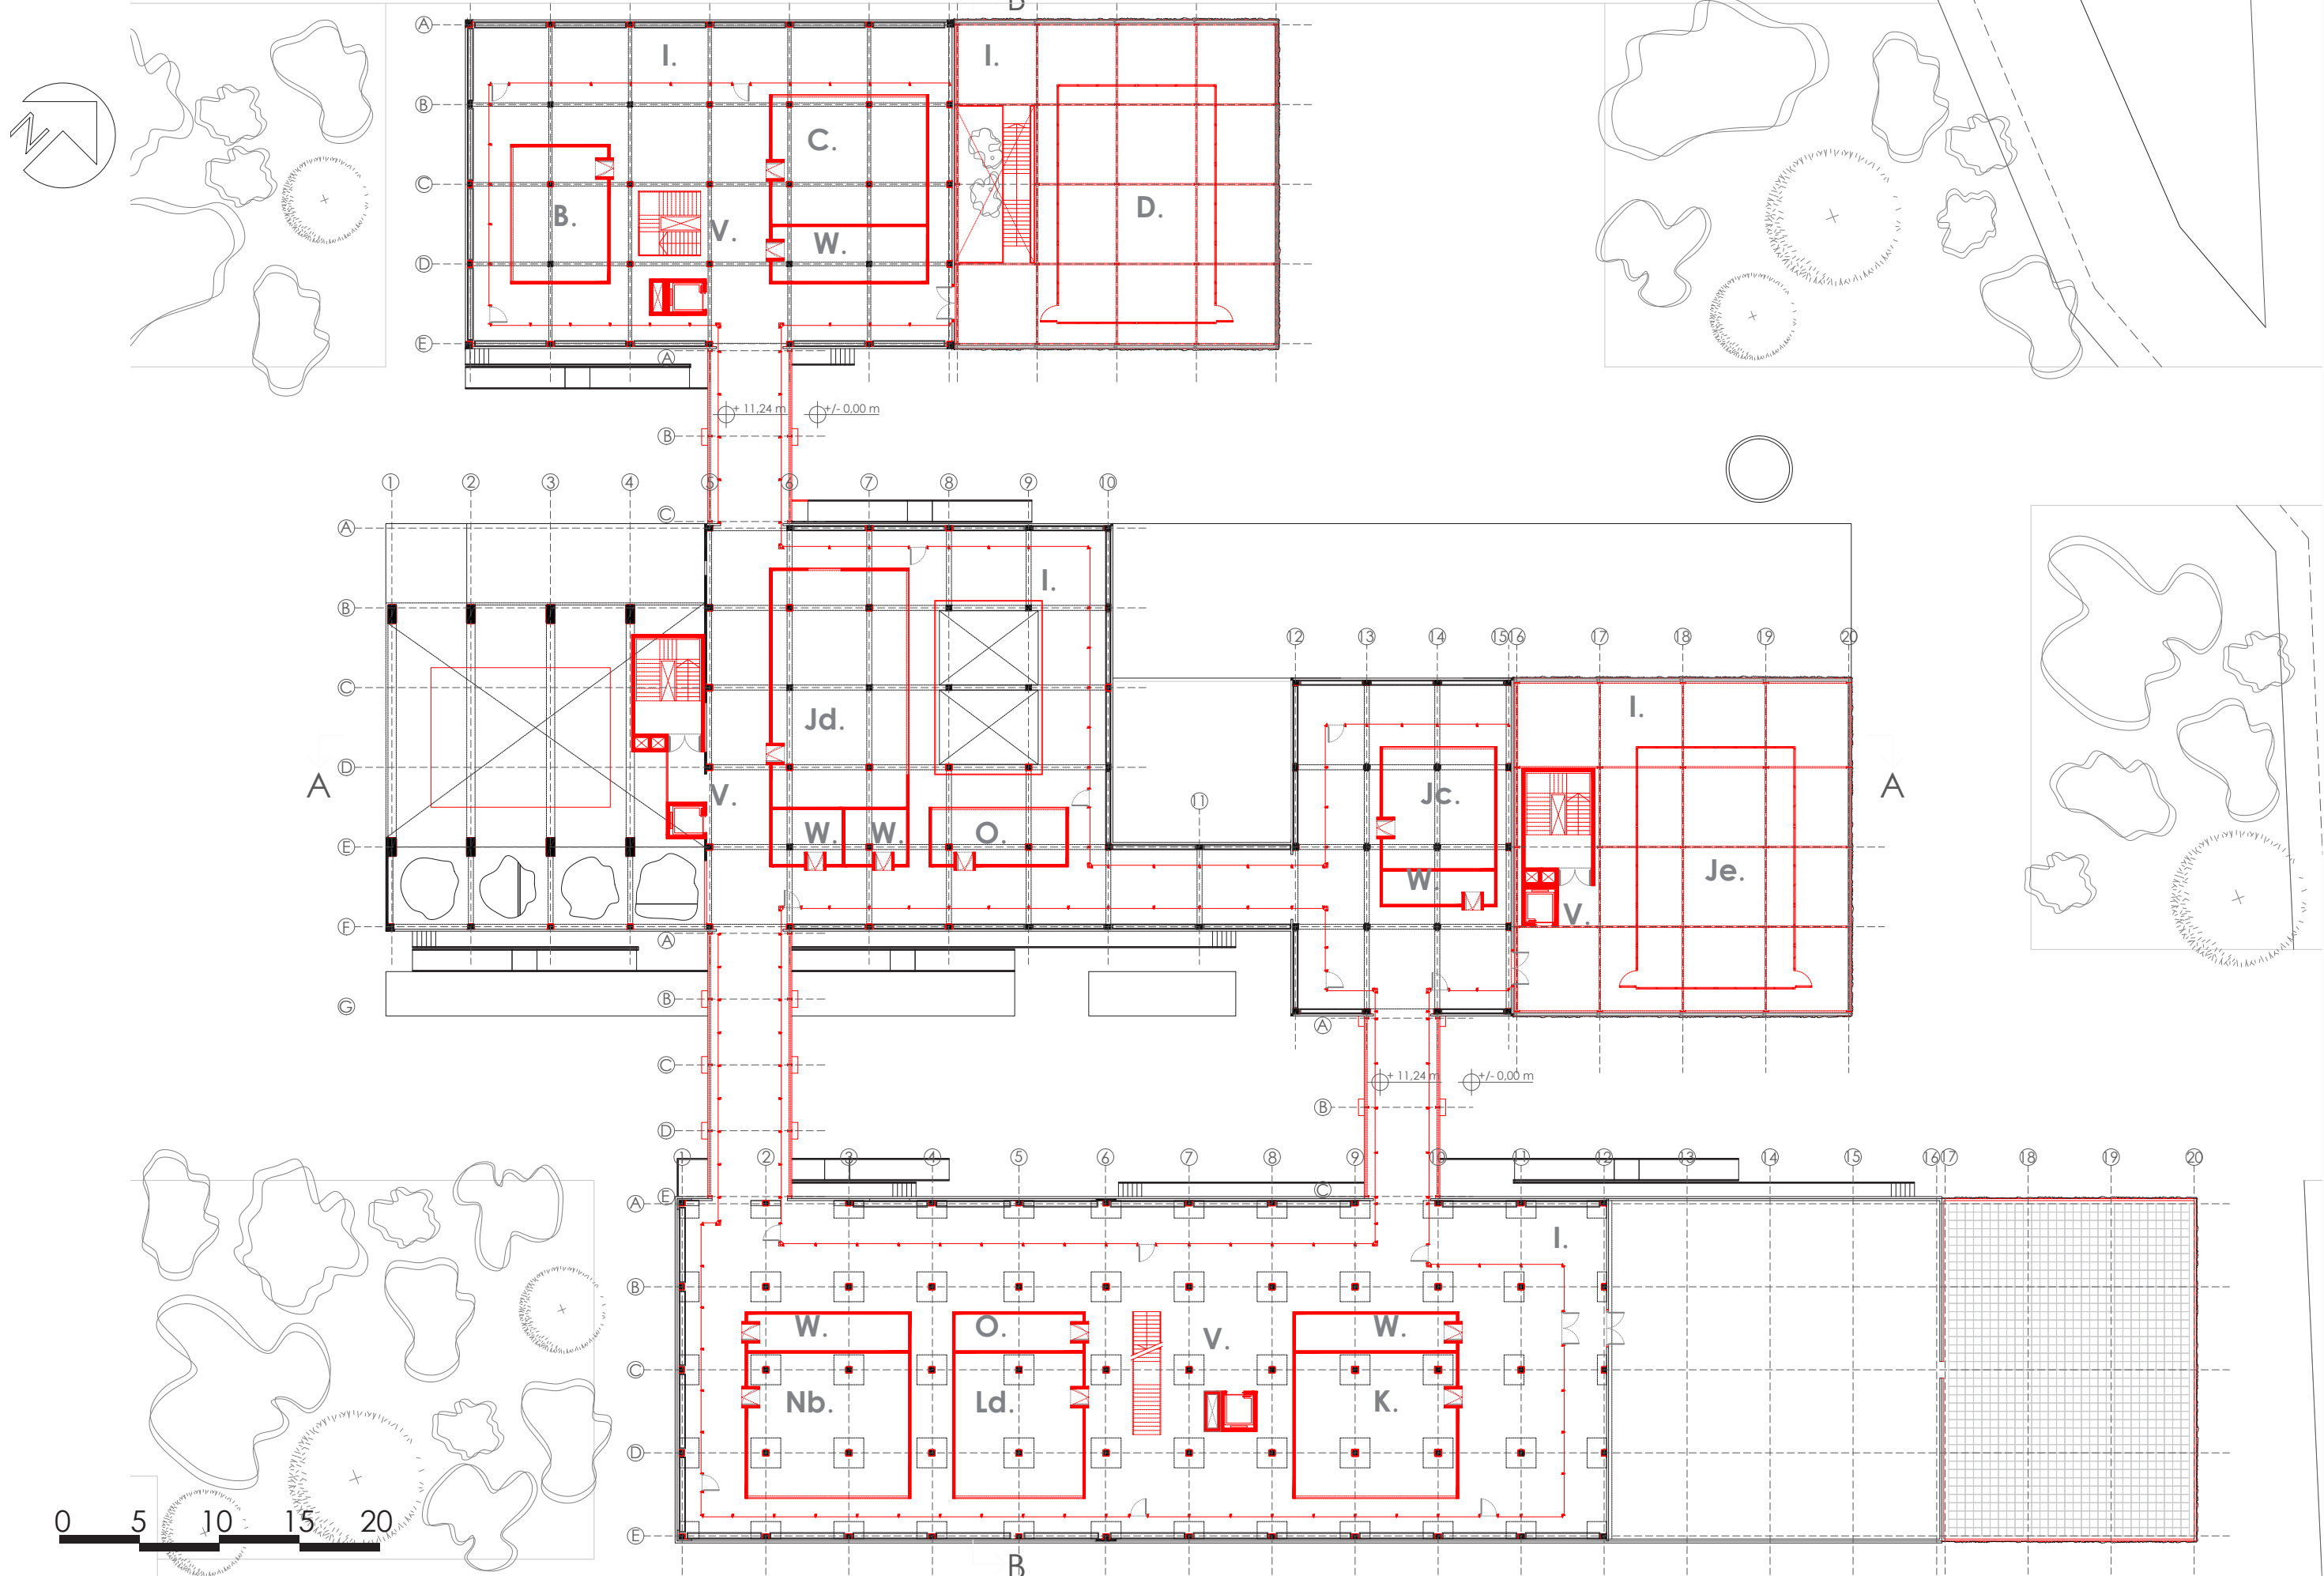 B
A
I.
I.
B
C.
C
B.
D.
V.
W.
D
E
A
+ 11,24 m
+/- 0,00 m
B
1
2
3
4
5
6
7
8
9
10
C
A
I.
B
12
13
14
15
16
17
18
19
20
C
I.
Jd.
D
A
A
V.
Jc.
11
W.
W.
O.
E
Je.
W.
V.
F
A
B
G
A
C
+ 11,24 m
+/- 0,00 m
B
D
1
2
3
4
5
6
7
8
9
10
11
12
13
14
15
16
17
18
19
20
E
C
A
I.
B
W.
O.
V.
W.
C
Nb.
Ld.
K.
D
0
5
10
15
20
E
B